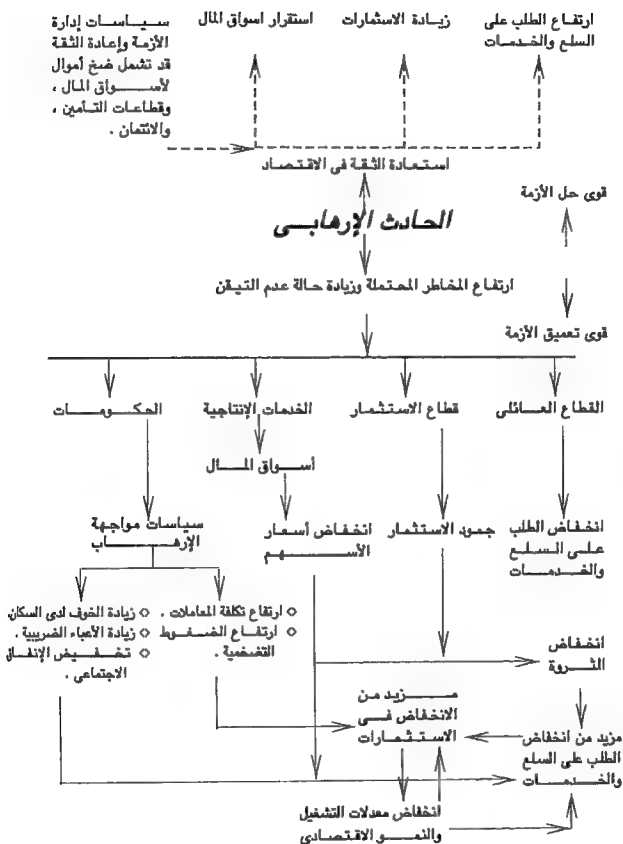 ارتفاع الطلب على
السلع والخدمات
زيادة الاستثمارات
استقرار اسواق المال
سياسات إدارة
الأزمة وإعادة الثقة
قد تشمل ضخ أموال
لأسواق المال ،
وقطاعات التأمين ،
والائتمان .
استعادة الثقة فى الاقتصاد
قوى حل الأزمة
الحادث الإرهابى
ارتفاع المخاطر المحتملة وزيادة حالة عدم التيقن
قوى تعميق الأزمة
القطاع العائلى
قطاع الاستثمار
الخدمات الإنتاجية
الحكومات
أسواق المال
انخفاض الطلب
على السلع
والخدمات
جمود الاستثمار
انخفاض أسعار
الأسهم
سياسات مواجهة
الإرهاب
◇ ارتفاع تكلفة المعاملات .
◇ ارتفاع الضغوط
التضخمية .
◇ زيادة الخوف لدى السكان.
◇ زيادة الأعباء الضريبية .
◇ تخفيض الإنفاق
الاجتماعى .
انخفاض
الثروة
مزيد من
الانخفاض فى
الاستثمارات
مزيد من انخفاض
الطلب على السلع
والخدمات
انخفاض معدلات التشغيل
والنمو الاقتصادى